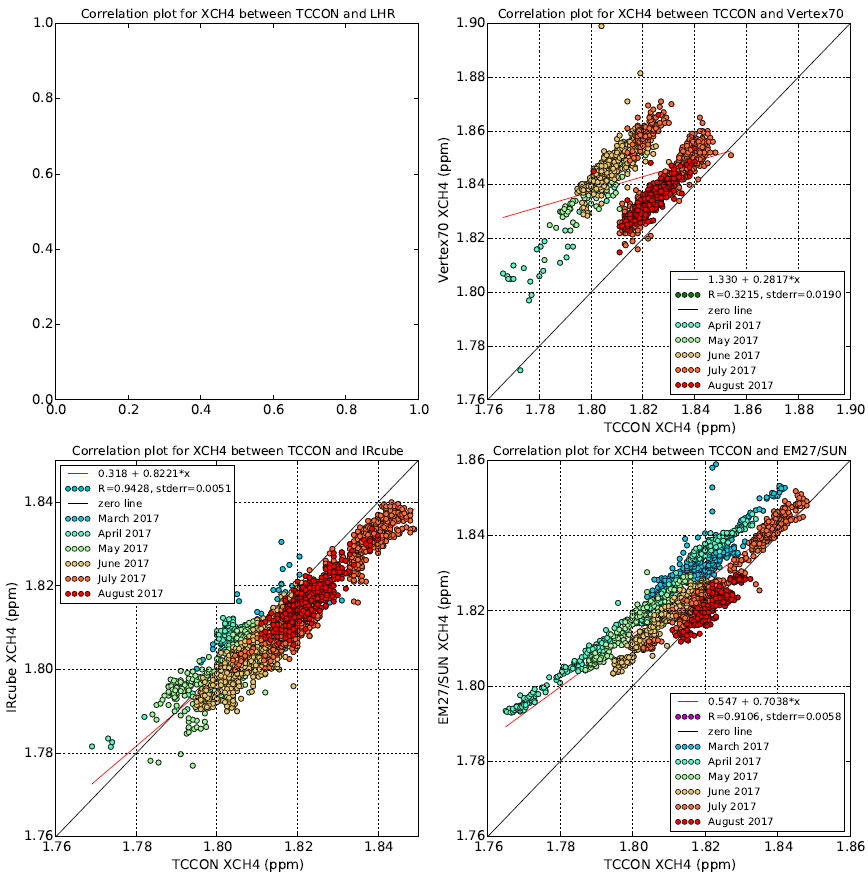 Correlation plot for XCH4 between TCCON and LHR
1.0
0.8
0.6
0.4
0.2
0.0
0.0 0.2 0.4 0.6 0.8 1.0
Correlation plot for XCH4 between TCCON and Vertex70
Vertex70 XCH4 (ppm)
1.90
1.88
1.86
1.84
1.82
1.80
1.78
1.76
1.330 + 0.2817*x
R=0.3215, stderr=0.0190
zero line
April 2017
May 2017
June 2017
July 2017
August 2017
1.76 1.78 1.80 1.82 1.84 1.86 1.88 1.90
TCCON XCH4 (ppm)
Correlation plot for XCH4 between TCCON and IRcube
IRcube XCH4 (ppm)
0.318 + 0.8221*x
R=0.9428, stderr=0.0051
zero line
March 2017
April 2017
May 2017
June 2017
July 2017
August 2017
1.84
1.82
1.80
1.78
1.76
1.76 1.78 1.80 1.82 1.84
TCCON XCH4 (ppm)
Correlation plot for XCH4 between TCCON and EM27/SUN
EM27/SUN XCH4 (ppm)
1.86
1.84
1.82
1.80
1.78
1.76
0.547 + 0.7038*x
R=0.9106, stderr=0.0058
zero line
March 2017
April 2017
May 2017
June 2017
July 2017
August 2017
1.76 1.78 1.80 1.82 1.84 1.86
TCCON XCH4 (ppm)